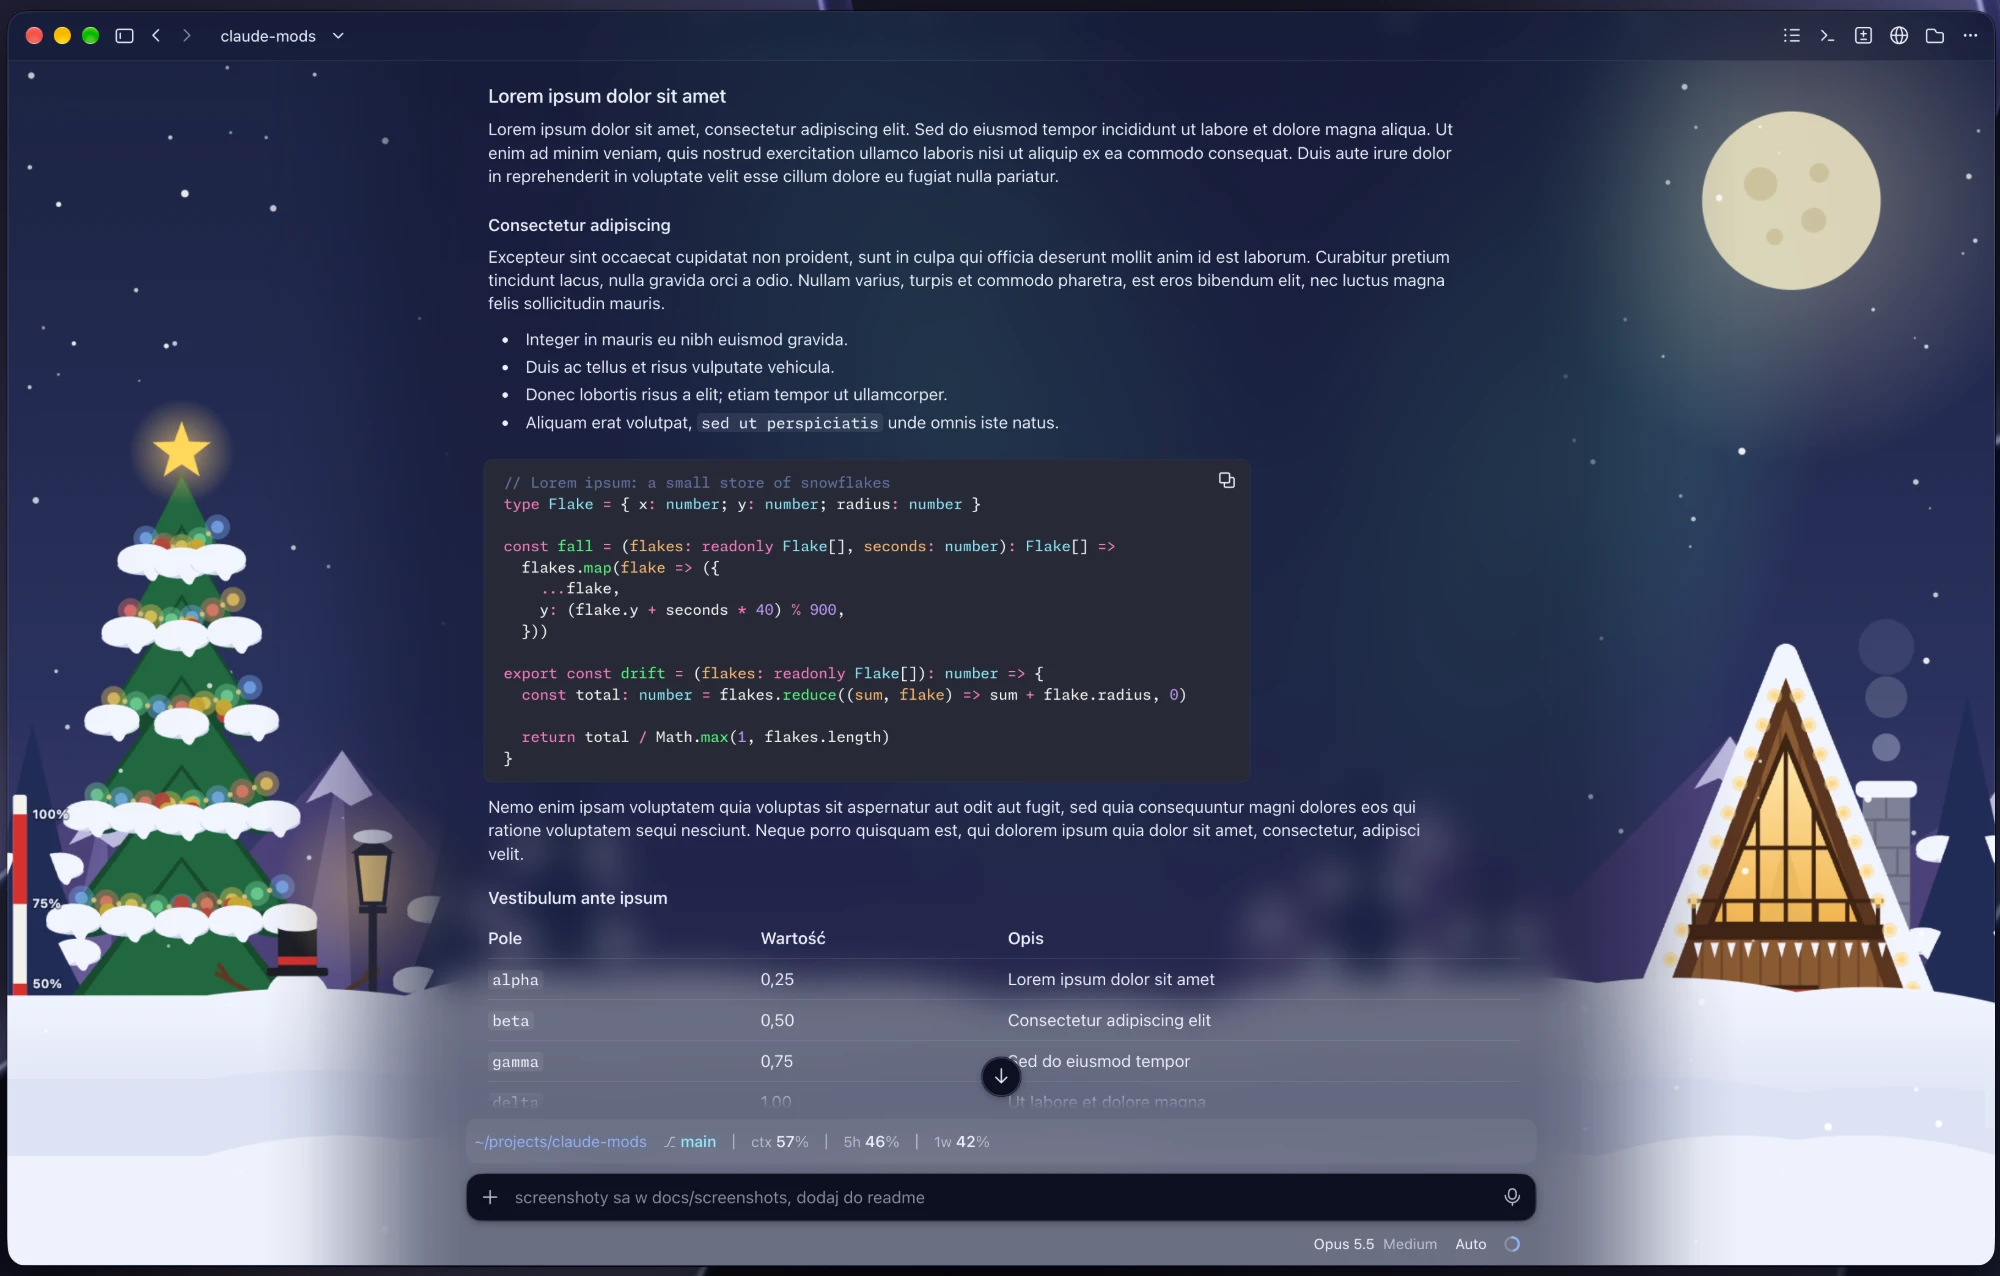 claude-mods
Lorem ipsum dolor sit amet
Lorem ipsum dolor sit amet, consectetur adipiscing elit. Sed do eiusmod tempor incididunt ut labore et dolore magna aliqua. Ut
enim ad minim veniam, quis nostrud exercitation ullamco laboris nisi ut aliquip ex ea commodo consequat. Duis aute irure dolor
in reprehenderit in voluptate velit esse cillum dolore eu fugiat nulla pariatur.
Consectetur adipiscing
Excepteur sint occaecat cupidatat non proident, sunt in culpa qui officia deserunt mollit anim id est laborum. Curabitur pretium
tincidunt lacus, nulla gravida orci a odio. Nullam varius, turpis et commodo pharetra, est eros bibendum elit, nec luctus magna
felis sollicitudin mauris.
• Integer in mauris eu nibh euismod gravida.
• Duis ac tellus et risus vulputate vehicula.
• Donec lobortis risus a elit; etiam tempor ut ullamcorper.
• Aliquam erat volutpat, sed ut perspiciatis unde omnis iste natus.
// Lorem ipsum: a small store of snowflakes
type Flake = { x: number; y: number; radius: number }
const fall = (flakes: readonly Flake[], seconds: number): Flake[] =>
  flakes.map(flake => ({
    ...flake,
    y: (flake.y + seconds * 40) % 900,
  }))
export const drift = (flakes: readonly Flake[]): number => {
  const total: number = flakes.reduce((sum, flake) => sum + flake.radius, 0)
  return total / Math.max(1, flakes.length)
}
Nemo enim ipsam voluptatem quia voluptas sit aspernatur aut odit aut fugit, sed quia consequuntur magni dolores eos qui
ratione voluptatem sequi nesciunt. Neque porro quisquam est, qui dolorem ipsum quia dolor sit amet, consectetur, adipisci
velit.
100%
75%
50%
Vestibulum ante ipsum
Pole Wartość Opis
alpha 0,25 Lorem ipsum dolor sit amet
beta 0,50 Consectetur adipiscing elit
gamma 0,75 Sed do eiusmod tempor
delta 1,00 Ut labore et dolore magna
~/projects/claude-mods main | ctx 57% | 5h 46% | 1w 42%
screenshoty sa w docs/screenshots, dodaj do readme
Opus 5.5 Medium Auto